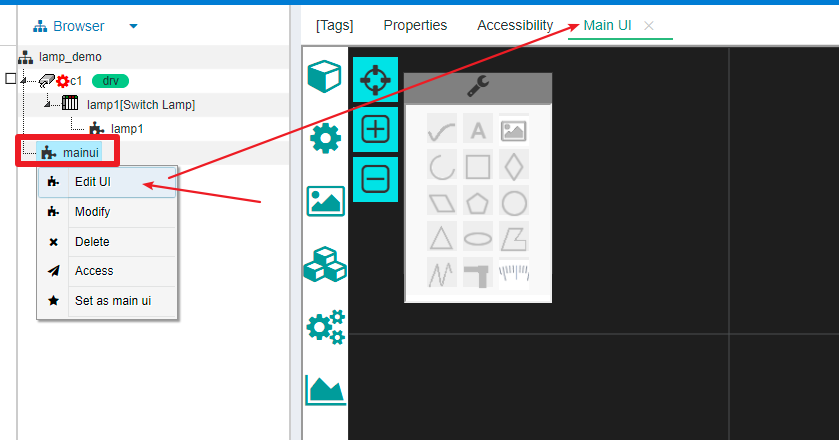 Browser
[Tags] Properties Accessibility Main UI
lamp_demo
c1 drv
lamp1[Switch Lamp]
lamp1
mainui
Edit UI
Modify
Delete
Access
Set as main ui
A